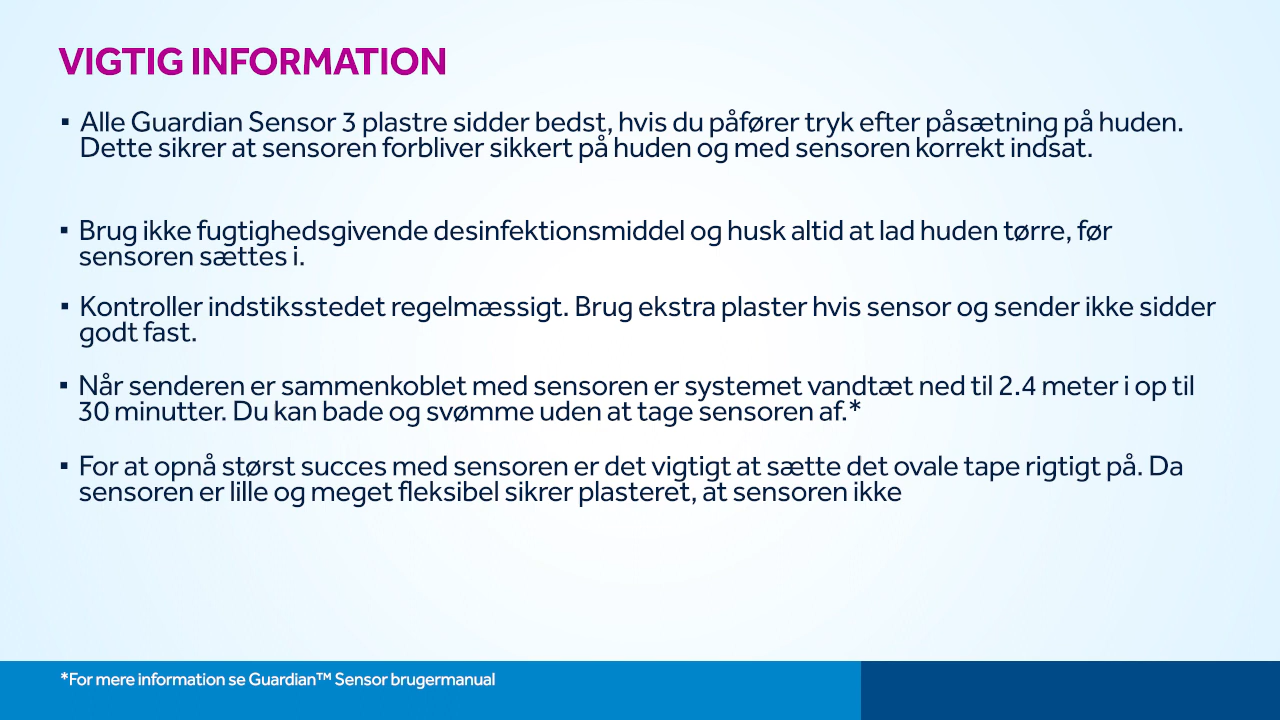 VIGTIG INFORMATION
▪ Alle Guardian Sensor 3 plastre sidder bedst, hvis du påfører tryk efter påsætning på huden.
Dette sikrer at sensoren forbliver sikkert på huden og med sensoren korrekt indsat.
▪ Brug ikke fugtighedsgivende desinfektionsmiddel og husk altid at lad huden tørre, før
sensoren sættes i.
▪ Kontroller indstiksstedet regelmæssigt. Brug ekstra plaster hvis sensor og sender ikke sidder
godt fast.
▪ Når senderen er sammenkoblet med sensoren er systemet vandtæt ned til 2.4 meter i op til
30 minutter. Du kan bade og svømme uden at tage sensoren af.*
▪ For at opnå størst succes med sensoren er det vigtigt at sætte det ovale tape rigtigt på. Da
sensoren er lille og meget fleksibel sikrer plasteret, at sensoren ikke
*For mere information se Guardian™ Sensor brugermanual